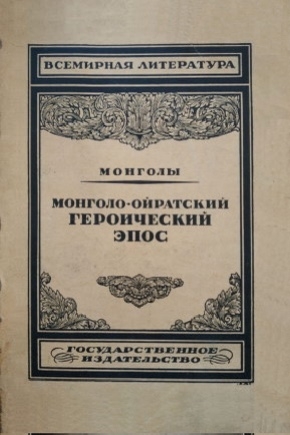 ВСЕМИРНАЯ ЛИТЕРАТУРА
МОНГОЛЫ
МОНГОЛО-ОЙРАТСКИЙ
ГЕРОИЧЕСКИЙ
ЭПОС
ГОСУДАРСТВЕННОЕ
ИЗДАТЕЛЬСТВО